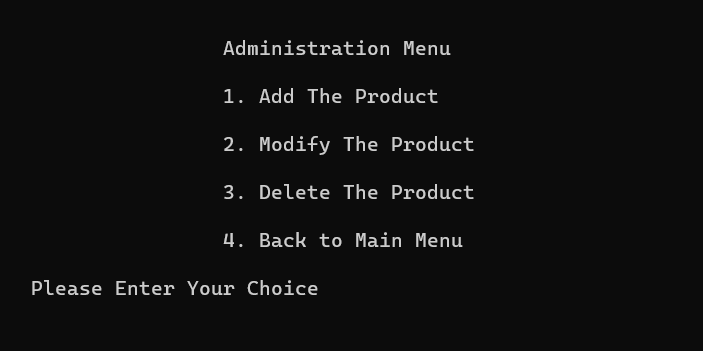 Administration Menu
1. Add The Product
2. Modify The Product
3. Delete The Product
4. Back to Main Menu
Please Enter Your Choice